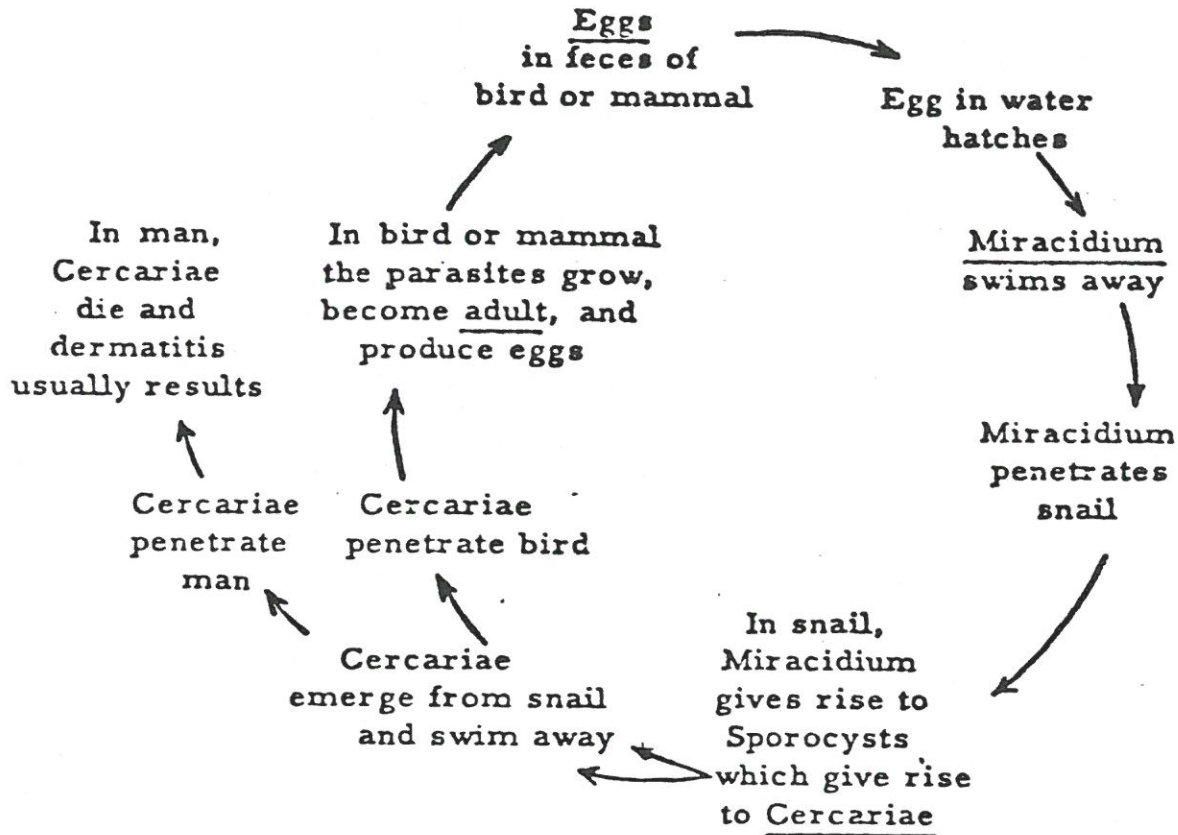 Eggs
in feces of
bird or mammal
Egg in water
hatches
Miracidium
swims away
Miracidium
penetrates
snail
In snail,
Miracidium
gives rise to
Sporocysts
which give rise
to Cercariae
Cercariae
emerge from snail
and swim away
Cercariae
penetrate bird
In bird or mammal
the parasites grow,
become adult, and
produce eggs
Cercariae
penetrate
man
In man,
Cercariae
die and
dermatitis
usually results